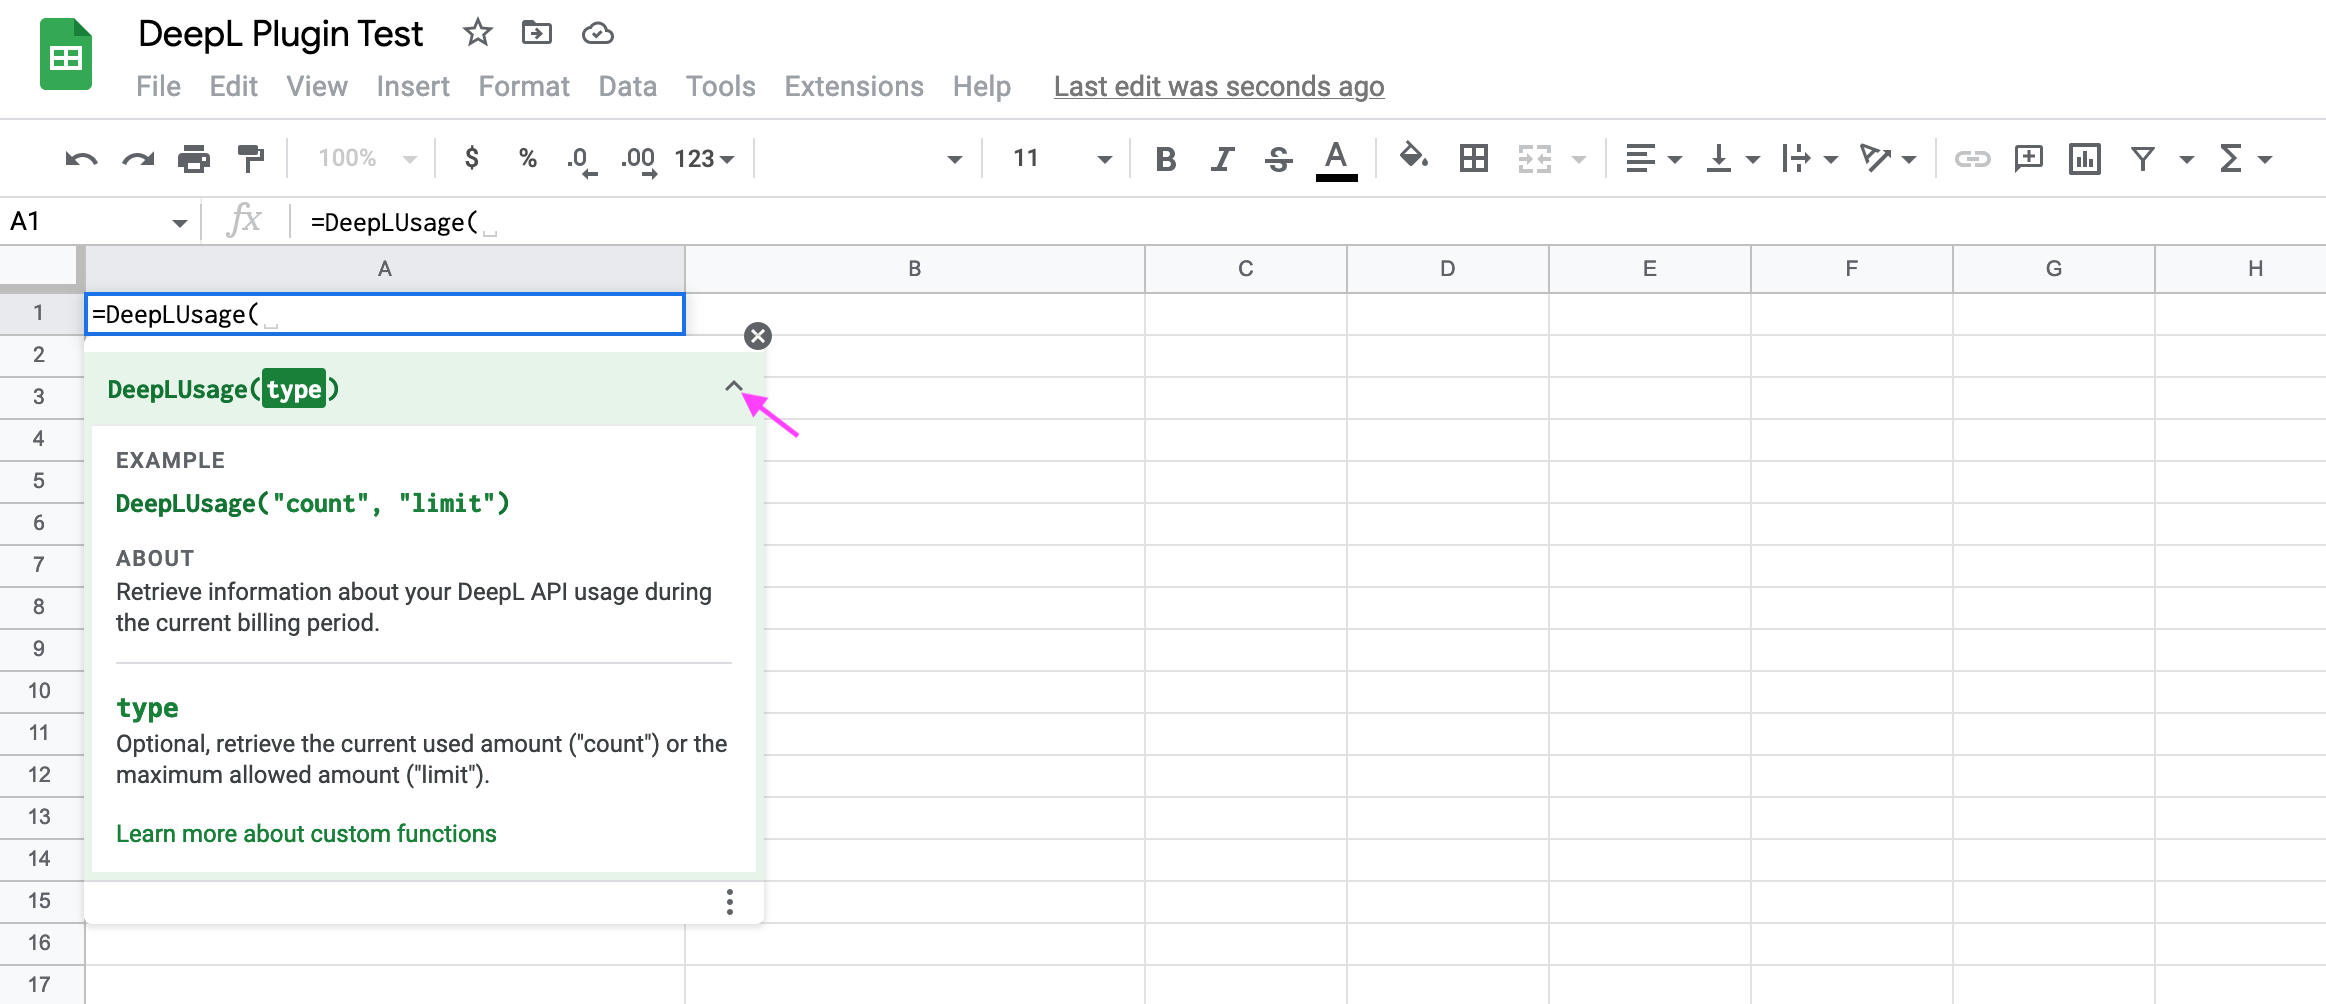 DeepL Plugin Test
File Edit View Insert Format Data Tools Extensions Help Last edit was seconds ago
100% $ % .0 .00 123 11 B I S A
A1 fx =DeepLUsage(
A B C D E F G H
1 =DeepLUsage(
2
DeepLUsage(type)
3
4
EXAMPLE
5
DeepLUsage("count", "limit")
6
ABOUT
7
Retrieve information about your DeepL API usage during
8
the current billing period.
9
10
type
11
Optional, retrieve the current used amount ("count") or the
12
maximum allowed amount ("limit").
13
Learn more about custom functions
14
15
16
17